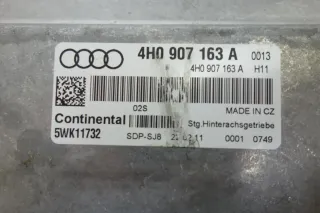 4H0 907 163 A 0013
4H0 907 163 A H11
02S MADE IN CZ
Continental Stg.Hinterachsgetriebe
5WK11732 SDP-SJ8 0001 0749